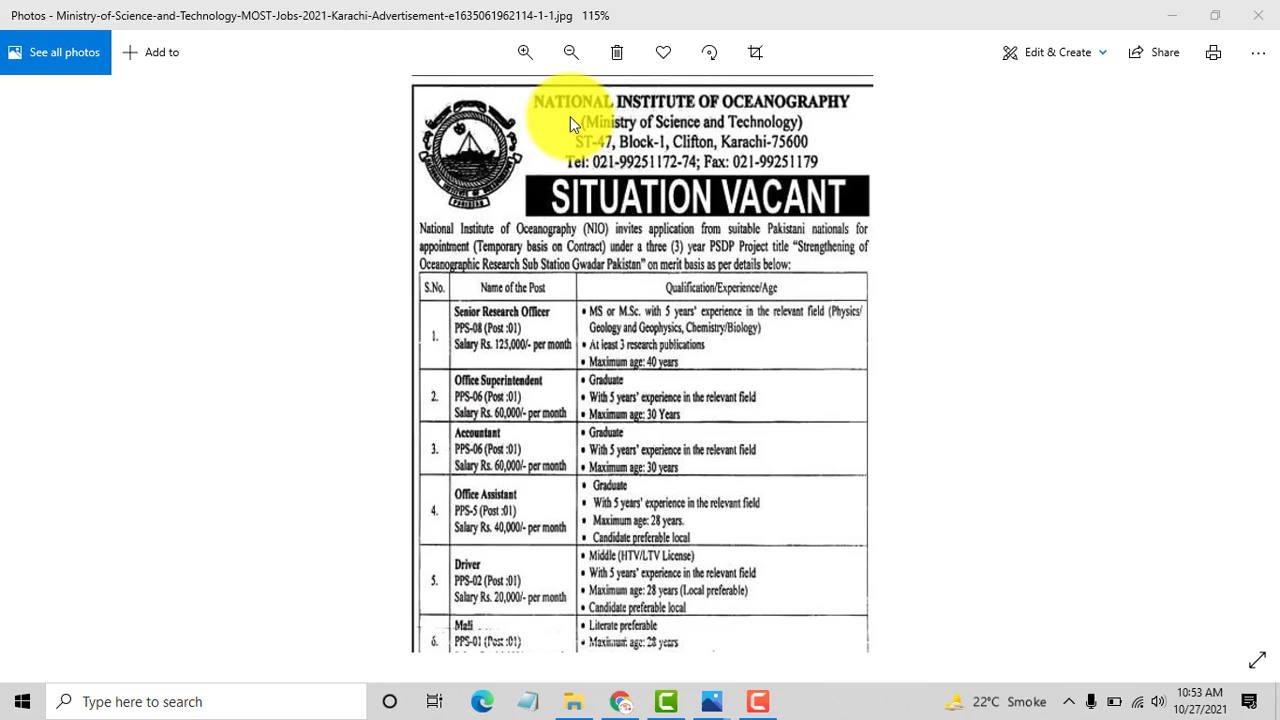 Photos - Ministry-of-Science-and-Technology-MOST-Jobs-2021-Karachi-Advertisement-e1635061962114-1-1.jpg 115%
See all photos
Add to
Edit & Create
Share
NATIONAL INSTITUTE OF OCEANOGRAPHY
(Ministry of Science and Technology)
ST-47, Block-1, Clifton, Karachi-75600
Tel: 021-99251172-74; Fax: 021-99251179
SITUATION VACANT
National Institute of Oceanography (NIO) invites application from suitable Pakistani nationals for
appointment (Temporary basis on Contract) under a three (3) year PSDP Project title “Strengthening of
Oceanographic Research Sub Station Gwadar Pakistan” on merit basis as per details below:
S.No. Name of the Post Qualification/Experience/Age
1.
Senior Research Officer
PPS-08 (Post :01)
Salary Rs. 125,000/- per month
• MS or M.Sc. with 5 years’ experience in the relevant field (Physics/
Geology and Geophysics, Chemistry/Biology)
• At least 3 research publications
• Maximum age: 40 years
2.
Office Superintendent
PPS-06 (Post :01)
Salary Rs. 60,000/- per month
• Graduate
• With 5 years’ experience in the relevant field
• Maximum age: 30 Years
3.
Accountant
PPS-06 (Post :01)
Salary Rs. 60,000/- per month
• Graduate
• With 5 years’ experience in the relevant field
• Maximum age: 30 years
4.
Office Assistant
PPS-5 (Post :01)
Salary Rs. 40,000/- per month
• Graduate
• With 5 years’ experience in the relevant field
• Maximum age: 28 years.
• Candidate preferable local
5.
Driver
PPS-02 (Post :01)
Salary Rs. 20,000/- per month
• Middle (HTV/LTV License)
• With 5 years’ experience in the relevant field
• Maximum age: 28 years (Local preferable)
• Candidate preferable local
6.
Mali
PPS-01 (Post :01)
• Literate preferable
• Maximum age: 28 years
Type here to search
22°C Smoke
10:53 AM
10/27/2021